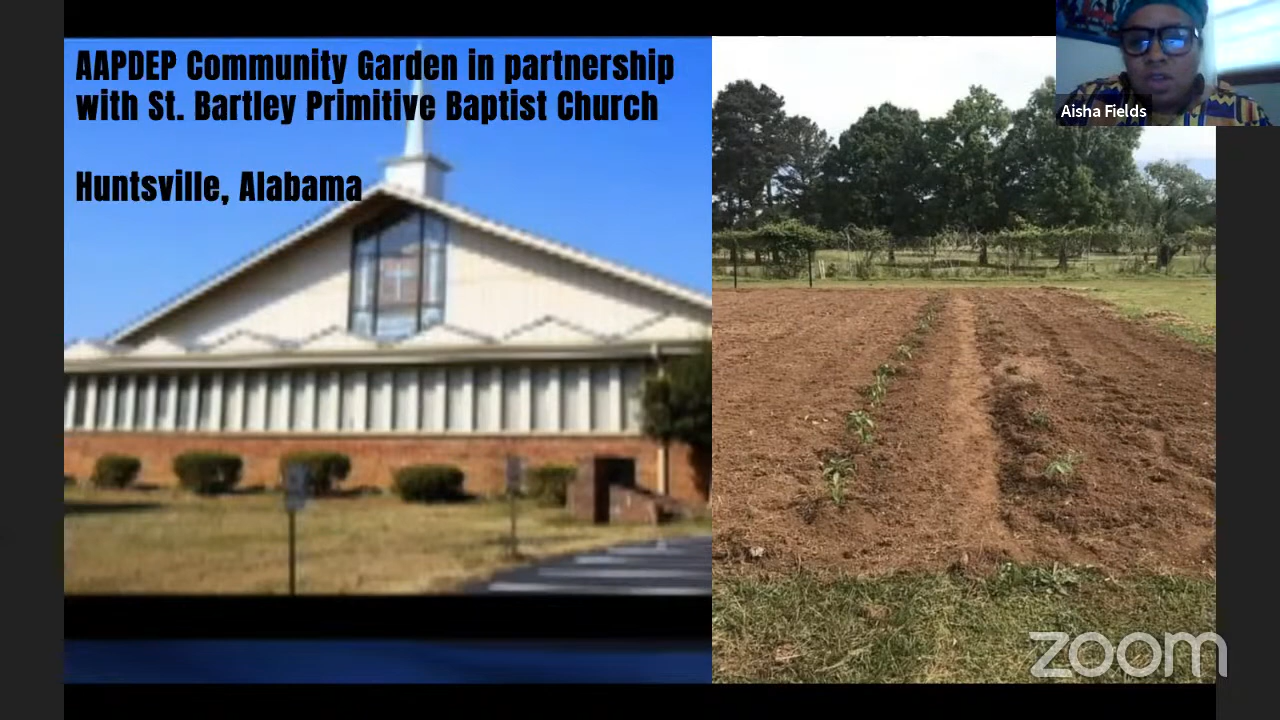 AAPDEP Community Garden in partnership
with St. Bartley Primitive Baptist Church
Huntsville, Alabama
Aisha Fields
zoom